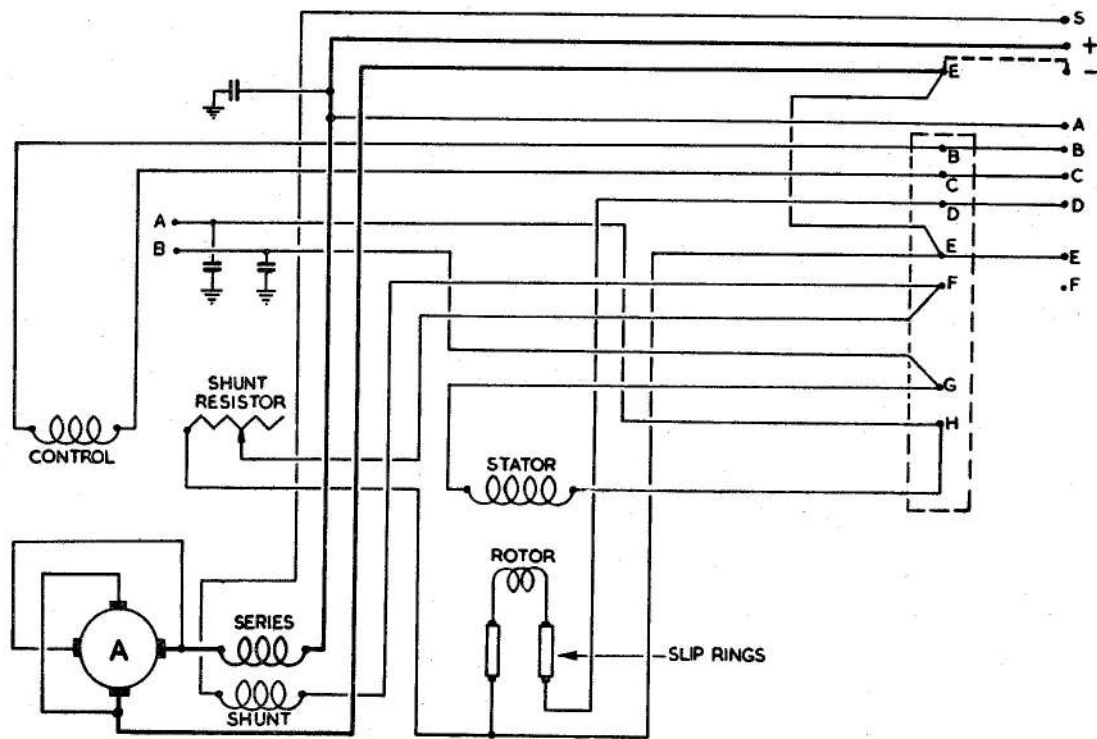 S
+
E
-
A
B
B
C
C
D
D
A
B
E
E
F
F
G
H
SHUNT
RESISTOR
CONTROL
STATOR
ROTOR
SLIP RINGS
A
SERIES
SHUNT